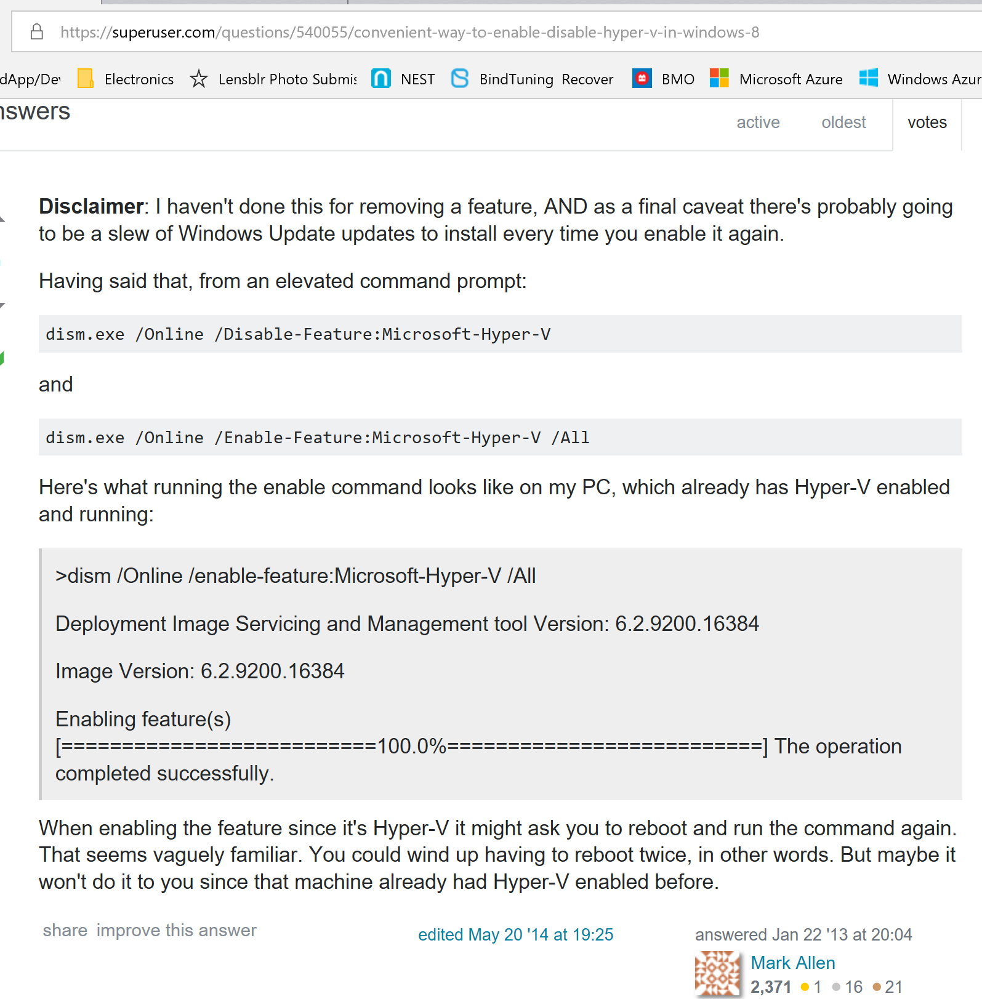 https://superuser.com/questions/540055/convenient-way-to-enable-disable-hyper-v-in-windows-8
dApp/Dev Electronics Lensblr Photo Submis NEST BindTuning Recover BMO Microsoft Azure Windows Azur
nswers
active oldest votes
Disclaimer: I haven't done this for removing a feature, AND as a final caveat there's probably going
to be a slew of Windows Update updates to install every time you enable it again.
Having said that, from an elevated command prompt:
dism.exe /Online /Disable-Feature:Microsoft-Hyper-V
and
dism.exe /Online /Enable-Feature:Microsoft-Hyper-V /All
Here's what running the enable command looks like on my PC, which already has Hyper-V enabled
and running:
>dism /Online /enable-feature:Microsoft-Hyper-V /All
Deployment Image Servicing and Management tool Version: 6.2.9200.16384
Image Version: 6.2.9200.16384
Enabling feature(s)
[==========================100.0%==========================] The operation
completed successfully.
When enabling the feature since it's Hyper-V it might ask you to reboot and run the command again.
That seems vaguely familiar. You could wind up having to reboot twice, in other words. But maybe it
won't do it to you since that machine already had Hyper-V enabled before.
share improve this answer
edited May 20 '14 at 19:25
answered Jan 22 '13 at 20:04
Mark Allen
2,371 1 16 21